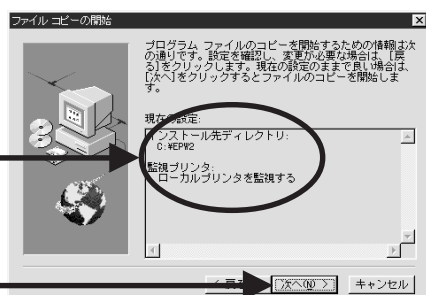 ファイル コピーの開始
プログラム ファイルのコピーを開始するための情報は次
の通りです。設定を確認し、変更が必要な場合は、[戻
る]をクリックします。現在の設定のままで良い場合は、
[次へ]をクリックするとファイルのコピーを開始しま
す。
現在の設定:
インストール先ディレクトリ:
C:¥EPW2
監視プリンタ:
ローカルプリンタを監視する
< 戻
次へ(N) >
キャンセル